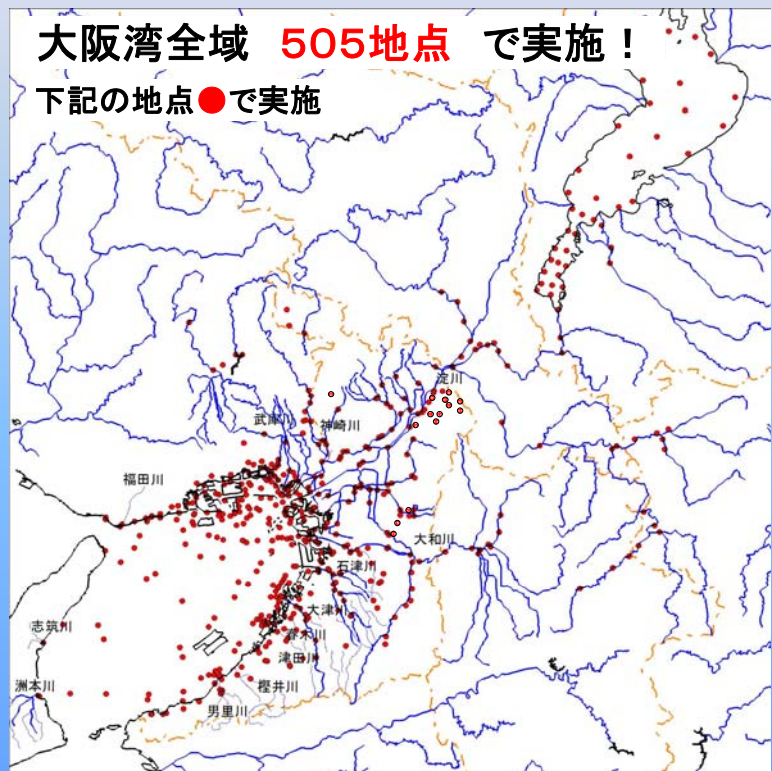 大阪湾全域 505地点 で実施！
下記の地点●で実施
淀川
武庫川
神崎川
福田川
大和川
石津川
大津川
志筑川
春木川
津田川
洲本川
樫井川
男里川